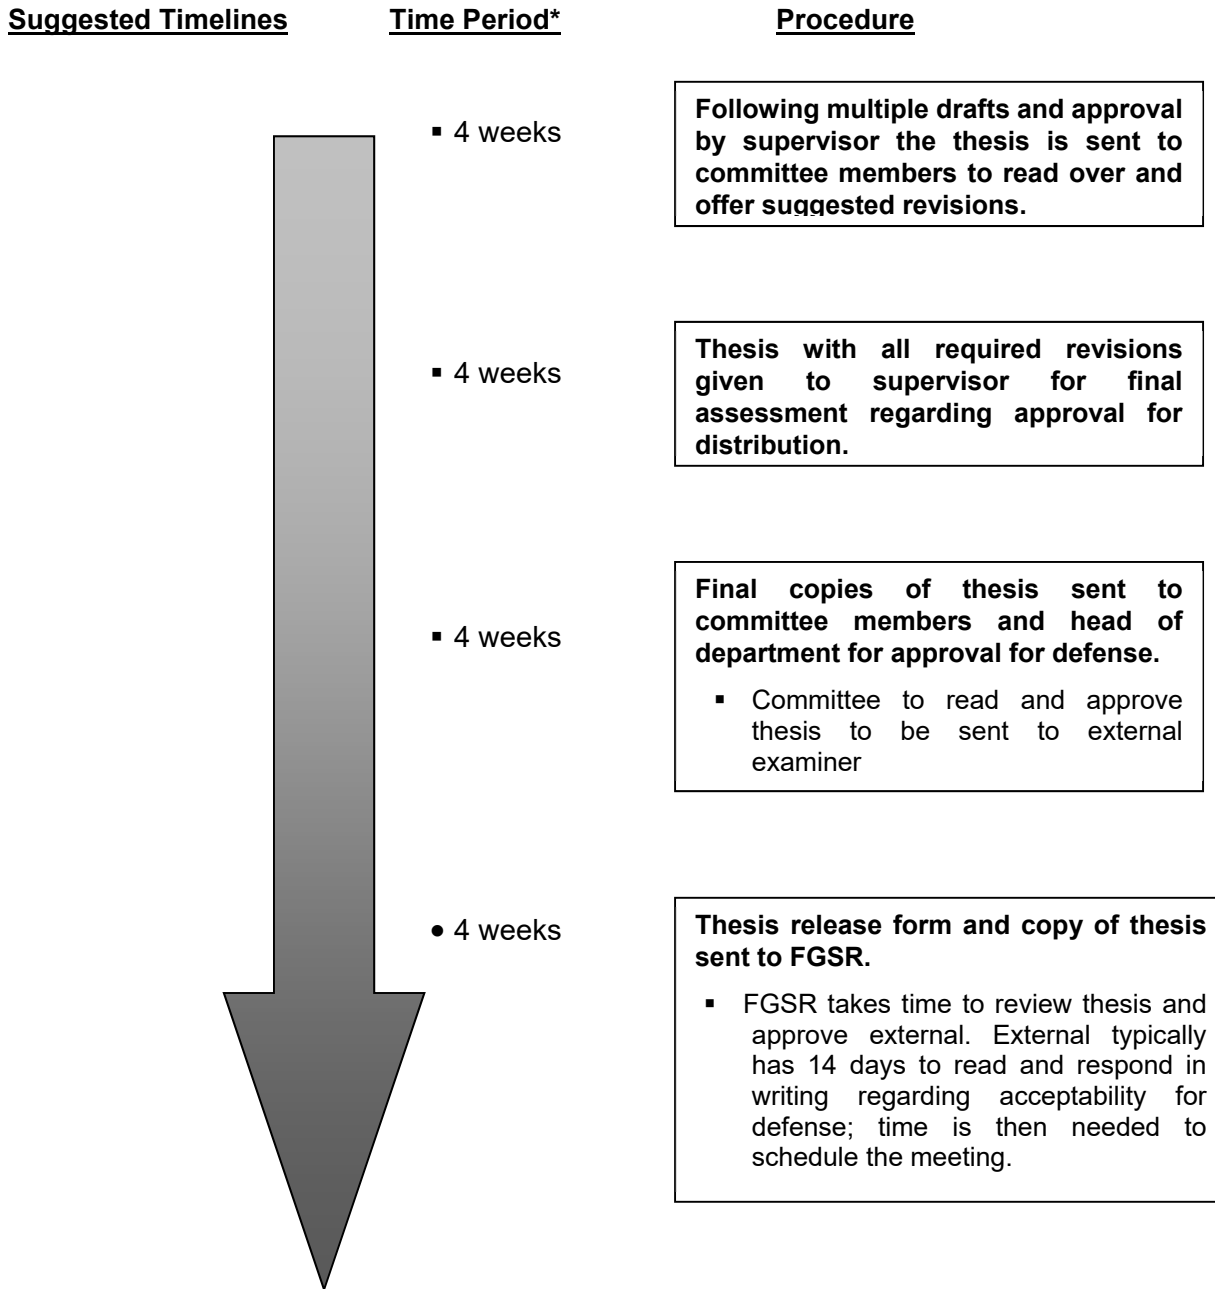 Suggested Timelines Time Period* Procedure
▪ 4 weeks
Following multiple drafts and approval
by supervisor the thesis is sent to
committee members to read over and
offer suggested revisions.
▪ 4 weeks
Thesis with all required revisions
given to supervisor for final
assessment regarding approval for
distribution.
▪ 4 weeks
Final copies of thesis sent to
committee members and head of
department for approval for defense.
▪ Committee to read and approve
thesis to be sent to external
examiner
• 4 weeks
Thesis release form and copy of thesis
sent to FGSR.
▪ FGSR takes time to review thesis and
approve external. External typically
has 14 days to read and respond in
writing regarding acceptability for
defense; time is then needed to
schedule the meeting.